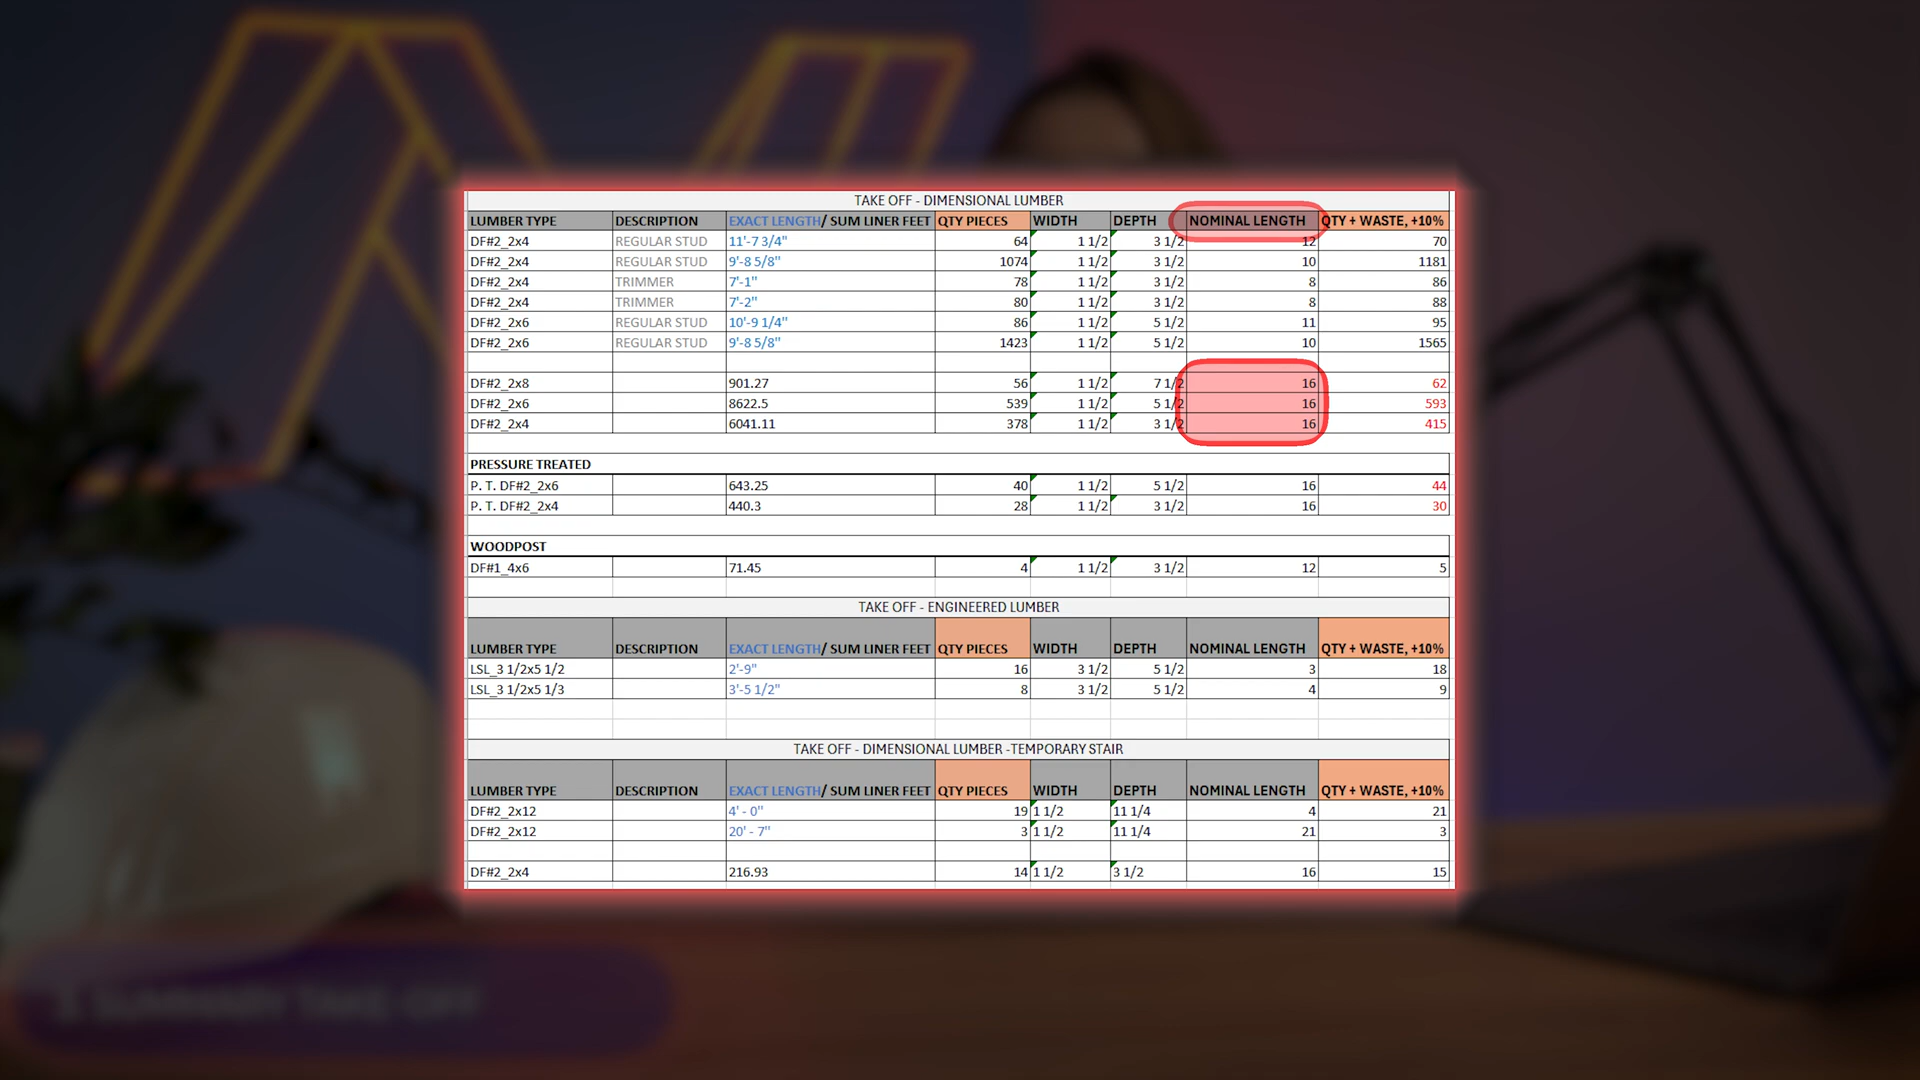 TAKE OFF - DIMENSIONAL LUMBER
LUMBER TYPE DESCRIPTION EXACT LENGTH/ SUM LINER FEET QTY PIECES WIDTH DEPTH NOMINAL LENGTH QTY + WASTE, +10%
DF#2_2x4 REGULAR STUD 11'-7 3/4" 64 1 1/2 3 1/2 12 70
DF#2_2x4 REGULAR STUD 9'-8 5/8" 1074 1 1/2 3 1/2 10 1181
DF#2_2x4 TRIMMER 7'-1" 78 1 1/2 3 1/2 8 86
DF#2_2x4 TRIMMER 7'-2" 80 1 1/2 3 1/2 8 88
DF#2_2x6 REGULAR STUD 10'-9 1/4" 86 1 1/2 5 1/2 11 95
DF#2_2x6 REGULAR STUD 9'-8 5/8" 1423 1 1/2 5 1/2 10 1565
DF#2_2x8 901.27 56 1 1/2 7 1/2 16 62
DF#2_2x6 8622.5 539 1 1/2 5 1/2 16 593
DF#2_2x4 6041.11 378 1 1/2 3 1/2 16 415
PRESSURE TREATED
P. T. DF#2_2x6 643.25 40 1 1/2 5 1/2 16 44
P. T. DF#2_2x4 440.3 28 1 1/2 3 1/2 16 30
WOODPOST
DF#1_4x6 71.45 4 1 1/2 3 1/2 12 5
TAKE OFF - ENGINEERED LUMBER
LUMBER TYPE DESCRIPTION EXACT LENGTH/ SUM LINER FEET QTY PIECES WIDTH DEPTH NOMINAL LENGTH QTY + WASTE, +10%
LSL_3 1/2x5 1/2 2'-9" 16 3 1/2 5 1/2 3 18
LSL_3 1/2x5 1/3 3'-5 1/2" 8 3 1/2 5 1/2 4 9
TAKE OFF - DIMENSIONAL LUMBER -TEMPORARY STAIR
LUMBER TYPE DESCRIPTION EXACT LENGTH/ SUM LINER FEET QTY PIECES WIDTH DEPTH NOMINAL LENGTH QTY + WASTE, +10%
DF#2_2x12 4' - 0" 19 1 1/2 11 1/4 4 21
DF#2_2x12 20' - 7" 3 1 1/2 11 1/4 21 3
DF#2_2x4 216.93 14 1 1/2 3 1/2 16 15
SUMMARY TAKE-OFF